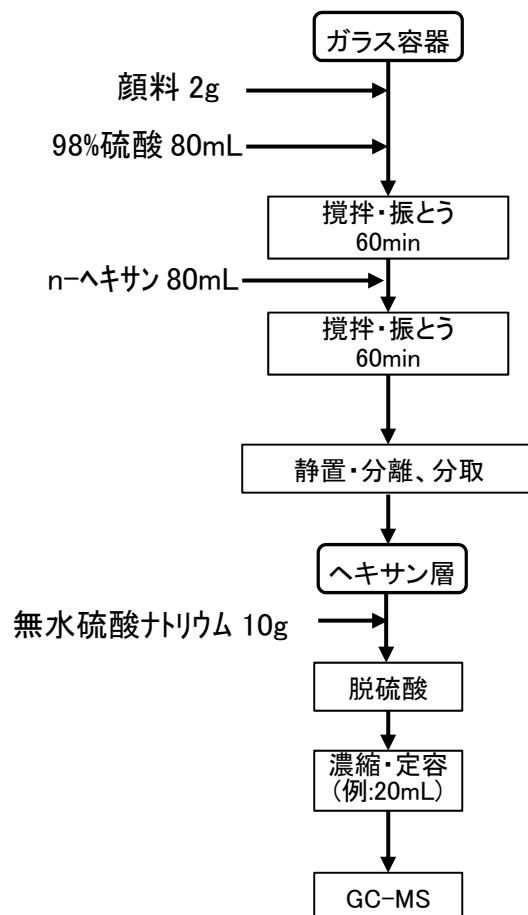 ガラス容器
顔料 2g
98%硫酸 80mL
撹拌・振とう
60min
n-ヘキサン 80mL
撹拌・振とう
60min
静置・分離、分取
ヘキサン層
無水硫酸ナトリウム 10g
脱硫酸
濃縮・定容
(例:20mL)
GC-MS